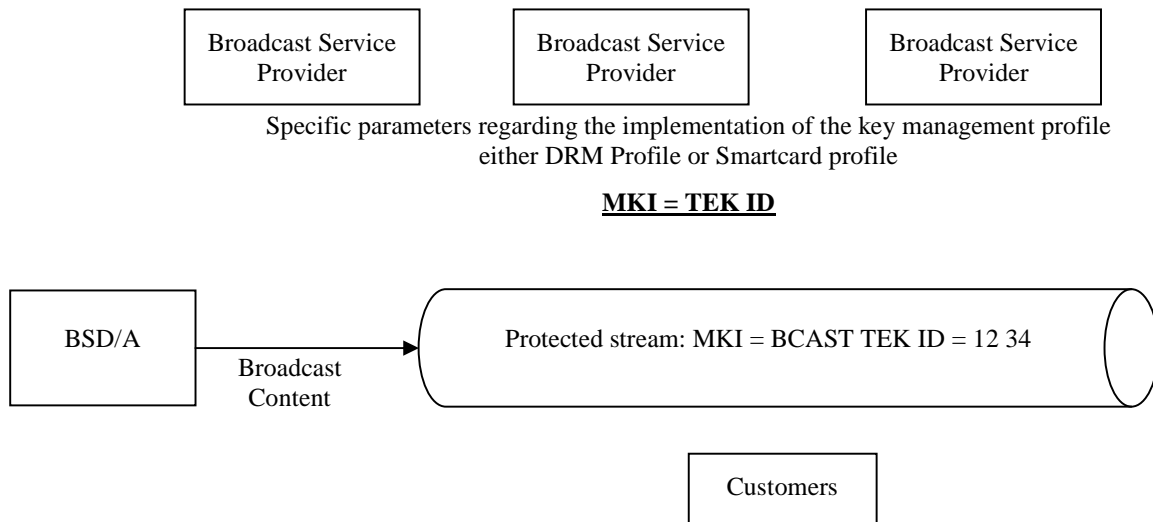 Broadcast Service
Provider
Broadcast Service
Provider
Broadcast Service
Provider
Specific parameters regarding the implementation of the key management profile
either DRM Profile or Smartcard profile
MKI = TEK ID
BSD/A
Broadcast
Content
Protected stream: MKI = BCAST TEK ID = 12 34
Customers